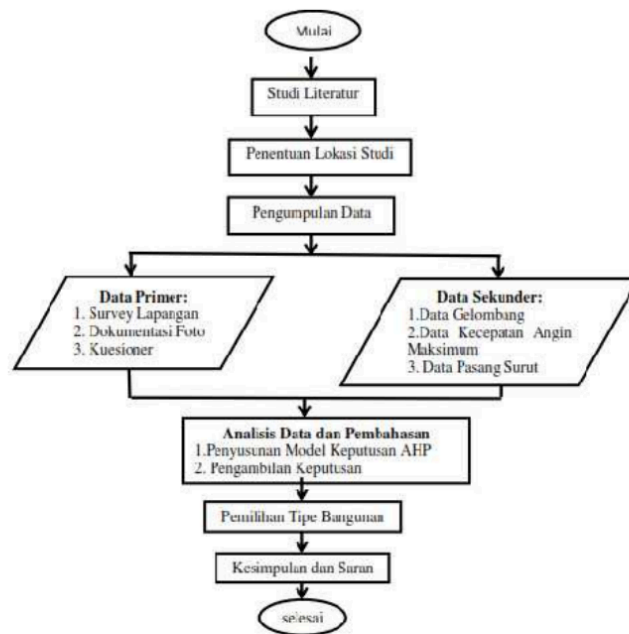 Mulai
Studi Literatur
Penentuan Lokasi Studi
Pengumpulan Data
Data Primer:
1. Survey Lapangan
2. Dokumentasi Foto
3. Kuesioner
Data Sekunder:
1.Data Gelombang
2.Data Kecepatan Angin
Maksimum
3. Data Pasang Surut
Analisis Data dan Pembahasan
1.Penyusunan Model Keputusan AHP
2. Pengambilan Keputusan
Pemilihan Tipe Bangunan
Kesimpulan dan Saran
selesai